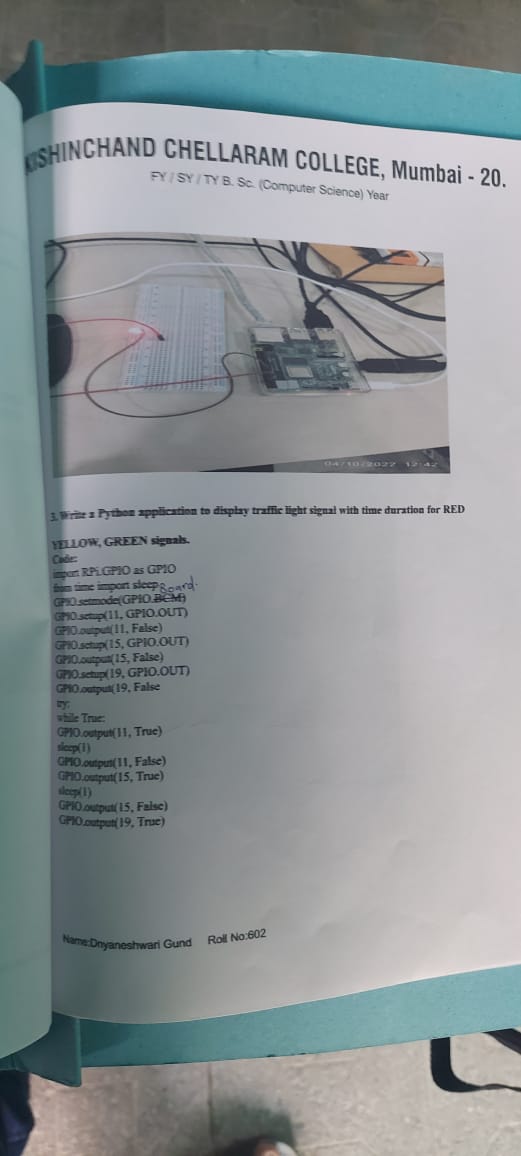 KISHINCHAND CHELLARAM COLLEGE, Mumbai - 20.
FY / SY / TY B. Sc. (Computer Science) Year
04/10/2022 12:42
3. Write a Python application to display traffic light signal with time duration for RED
YELLOW, GREEN signals.
Code:
import RPi.GPIO as GPIO
from time import sleep
Board.
GPIO.setmode(GPIO.BCM)
GPIO.setup(11, GPIO.OUT)
GPIO.output(11, False)
GPIO.setup(15, GPIO.OUT)
GPIO.output(15, False)
GPIO.setup(19, GPIO.OUT)
GPIO.output(19, False
try:
while True:
GPIO.output(11, True)
sleep(1)
GPIO.output(11, False)
GPIO.output(15, True)
sleep(1)
GPIO.output(15, False)
GPIO.output(19, True)
Name:Dnyaneshwari Gund Roll No:602